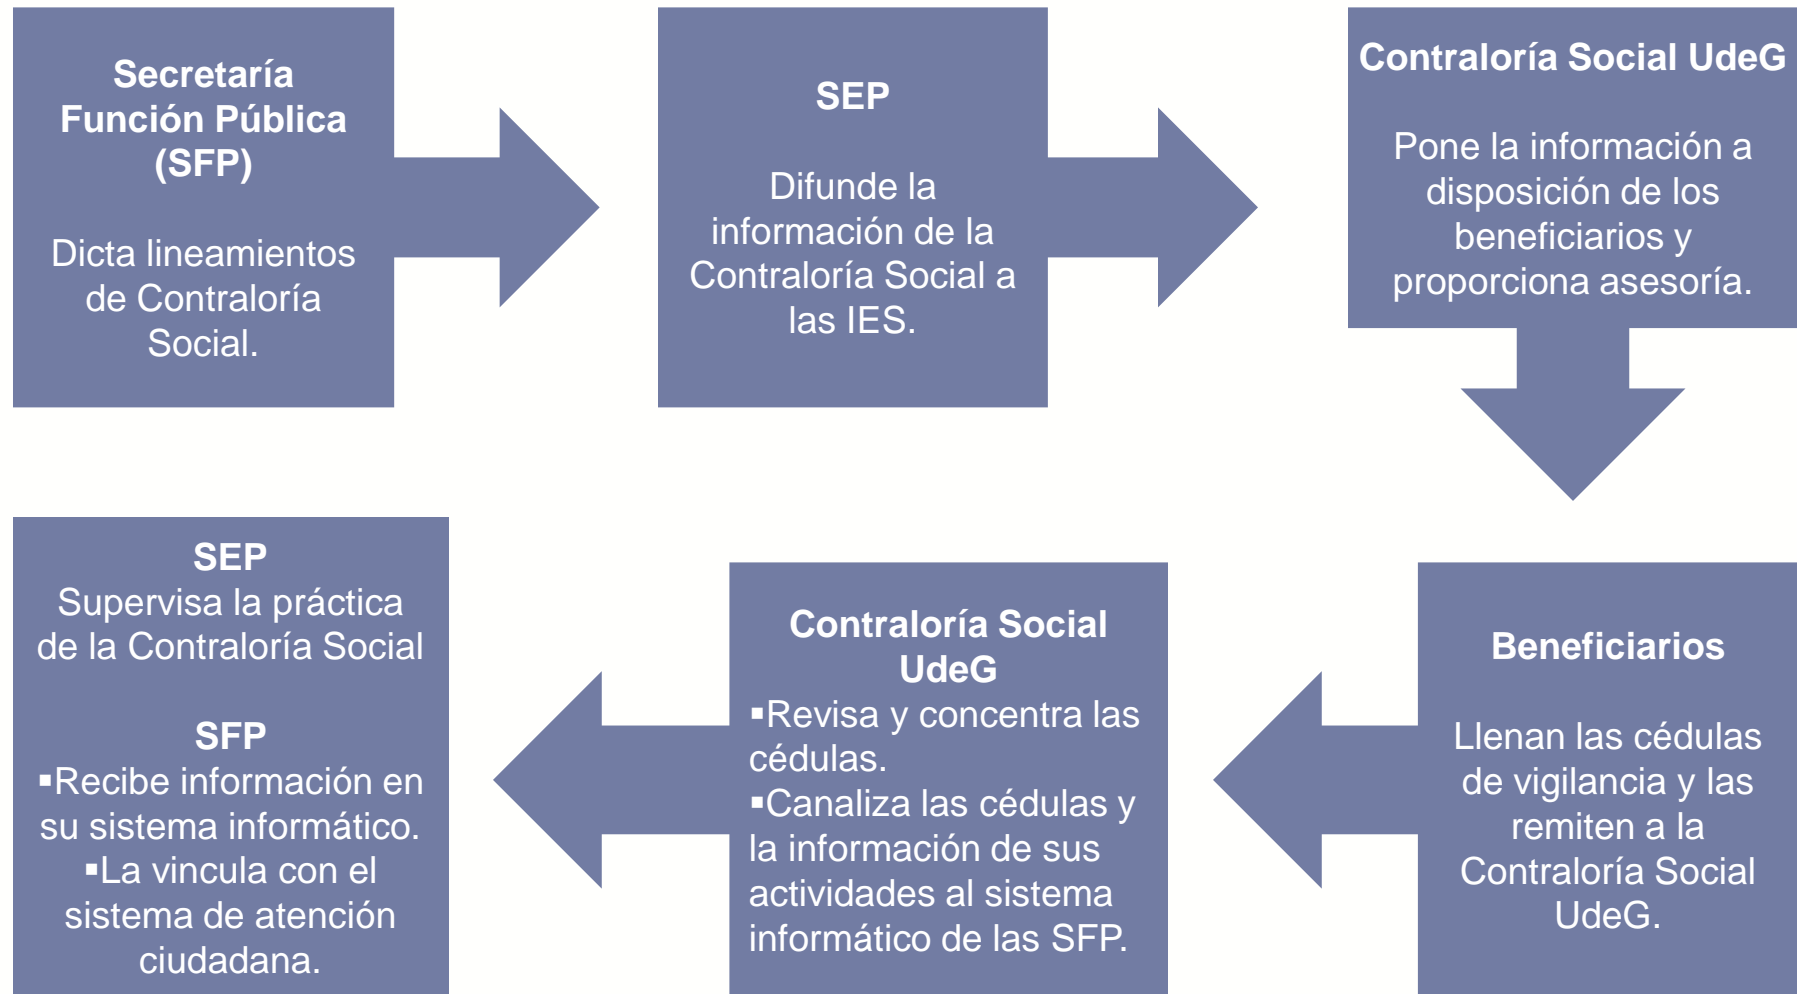 Secretaría
Función Pública
(SFP)
Dicta lineamientos
de Contraloría
Social.
SEP
Difunde la
información de la
Contraloría Social a
las IES.
Contraloría Social UdeG
Pone la información a
disposición de los
beneficiarios y
proporciona asesoría.
Beneficiarios
Llenan las cédulas
de vigilancia y las
remiten a la
Contraloría Social
UdeG.
Contraloría Social
UdeG
▪Revisa y concentra las
cédulas.
▪Canaliza las cédulas y
la información de sus
actividades al sistema
informático de las SFP.
SEP
Supervisa la práctica
de la Contraloría Social
SFP
▪Recibe información en
su sistema informático.
▪La vincula con el
sistema de atención
ciudadana.